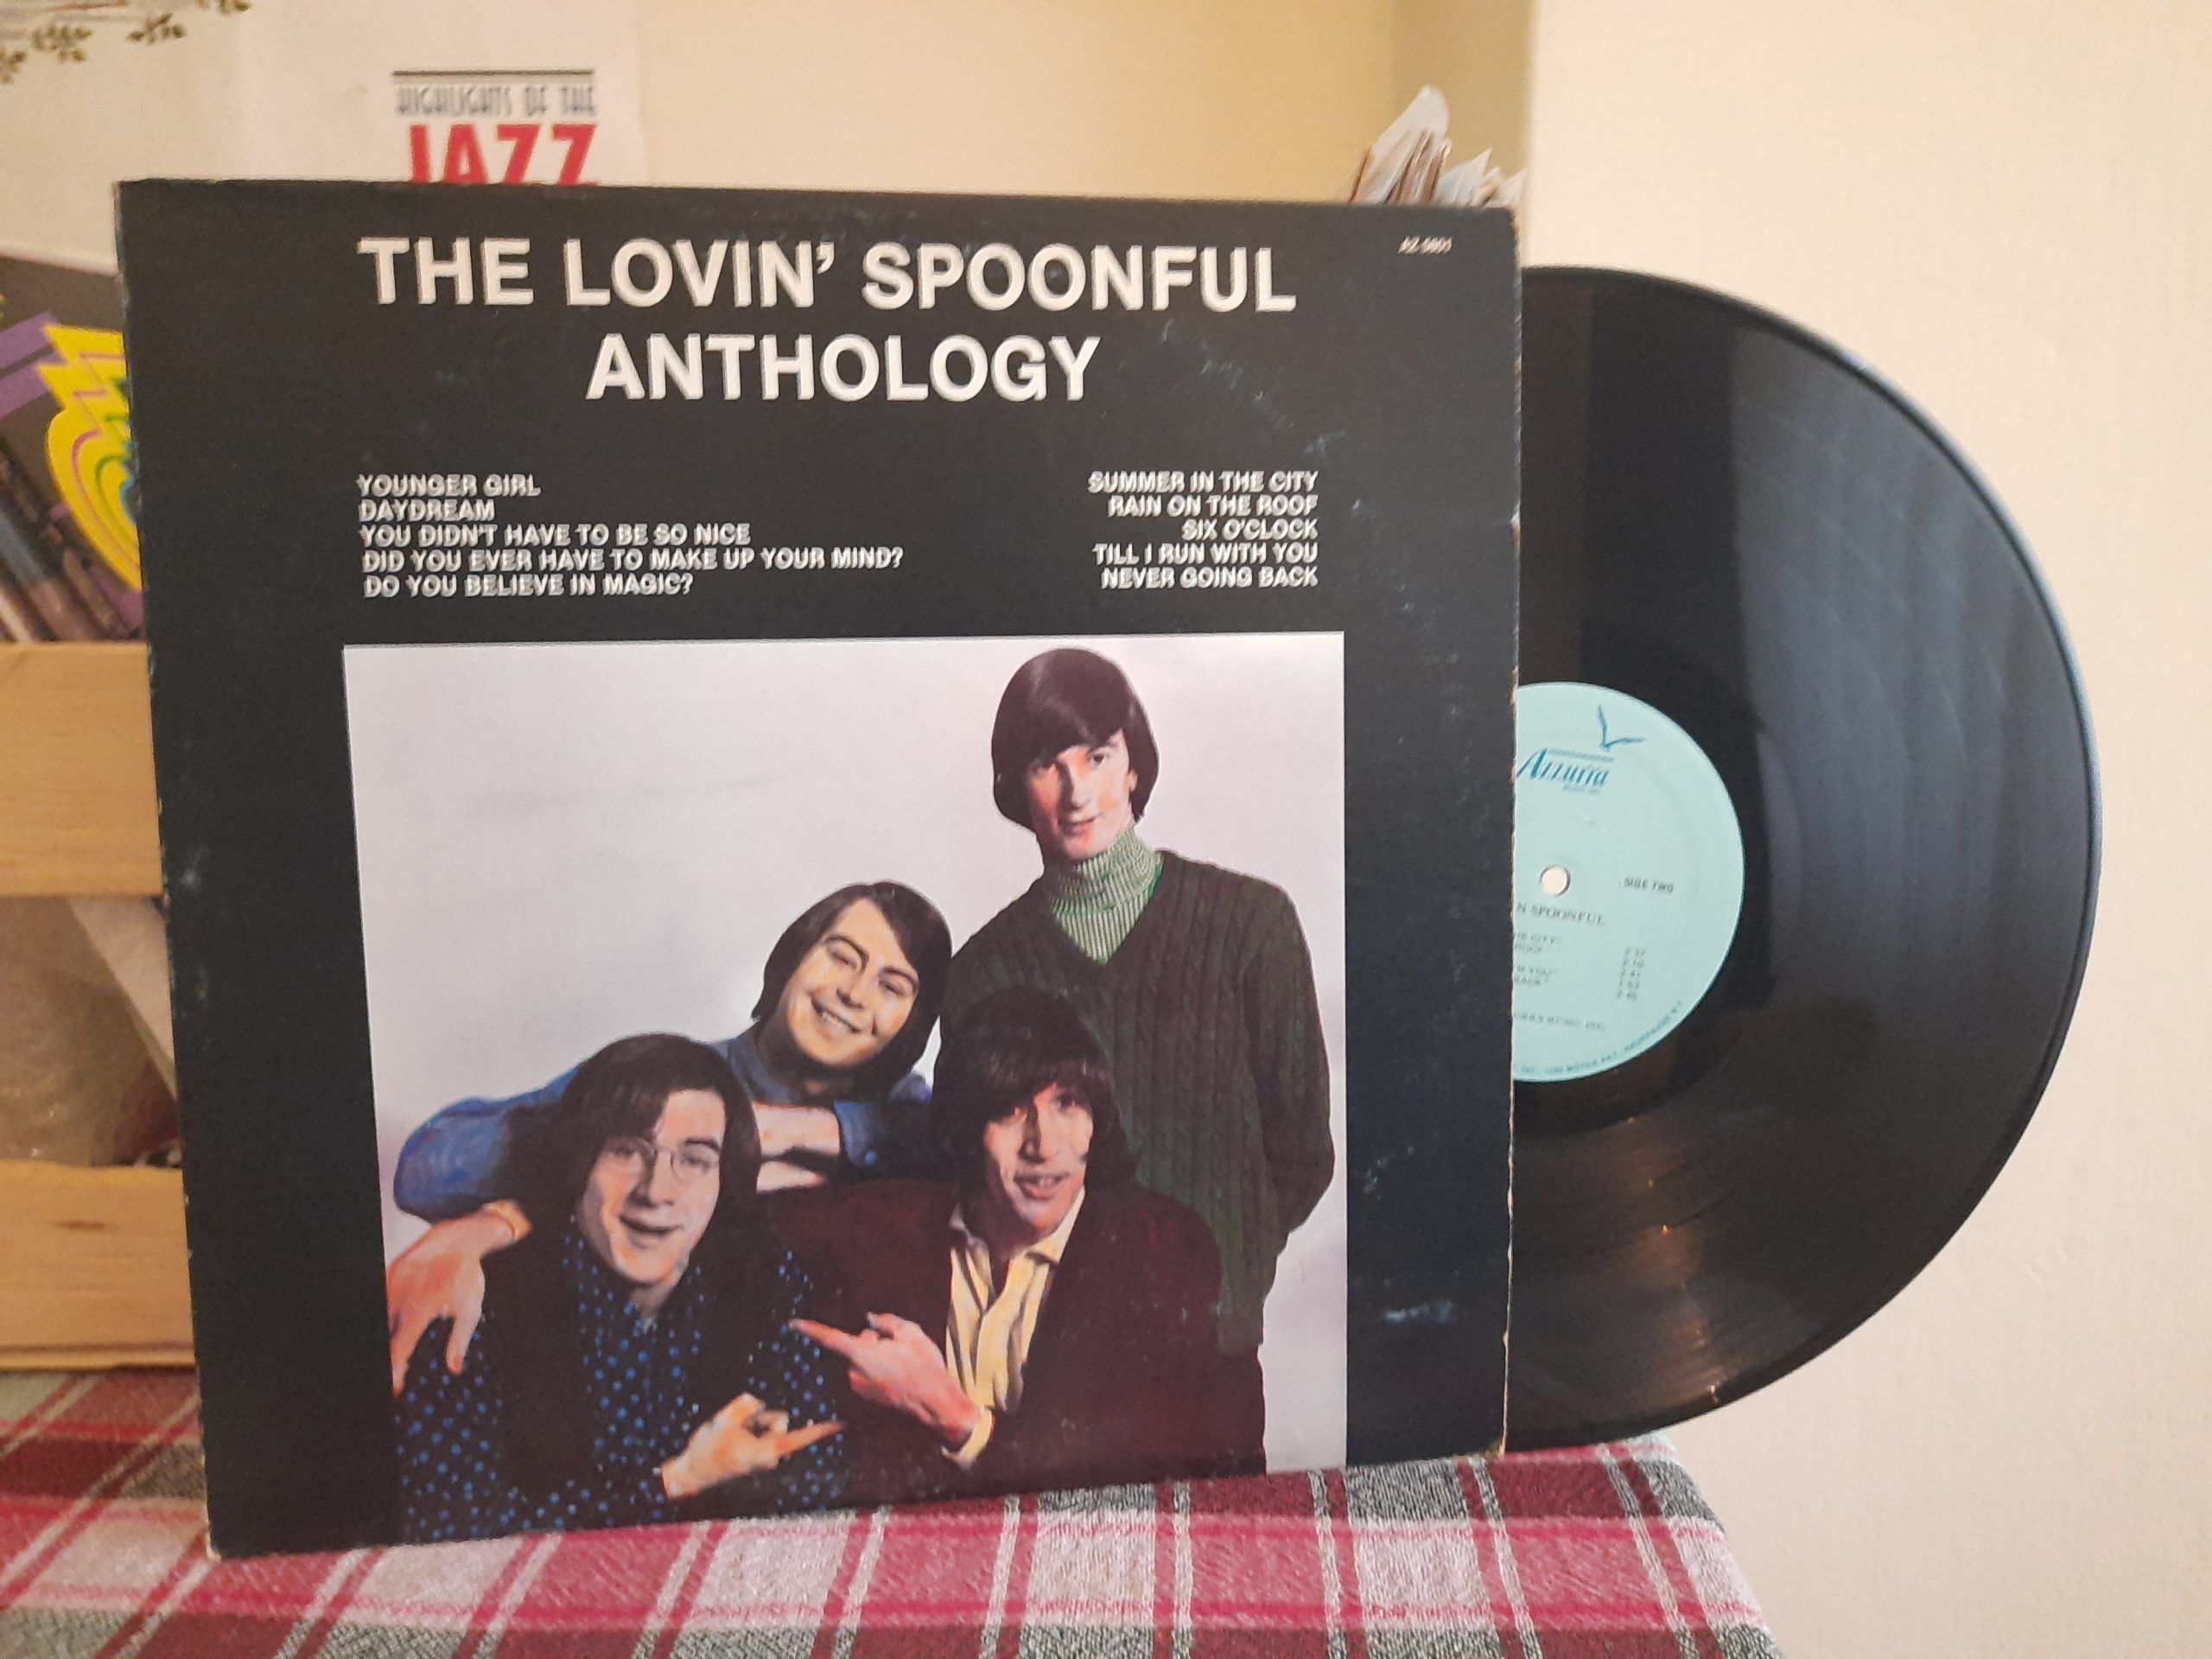 HIGHLIGHTS OF THE
JAZZ
THE LOVIN' SPOONFUL
ANTHOLOGY
YOUNGER GIRL
DAYDREAM
YOU DIDN'T HAVE TO BE SO NICE
DID YOU EVER HAVE TO MAKE UP YOUR MIND?
DO YOU BELIEVE IN MAGIC?
SUMMER IN THE CITY
RAIN ON THE ROOF
SIX O'CLOCK
TILL I RUN WITH YOU
NEVER GOING BACK
Azzurra
SIDE TWO
N SPOONFUL